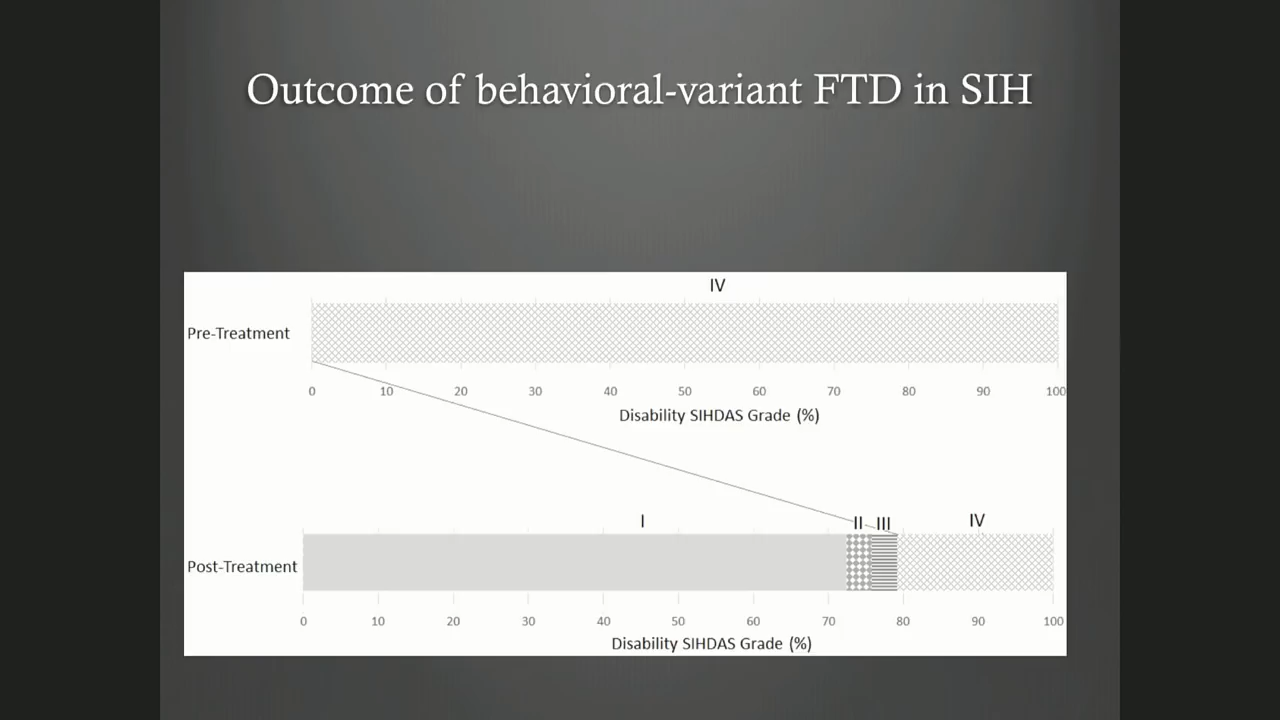 Outcome of behavioral-variant FTD in SIH
IV
Pre-Treatment
0 10 20 30 40 50 60 70 80 90 100
Disability SIHDAS Grade (%)
I II III IV
Post-Treatment
0 10 20 30 40 50 60 70 80 90 100
Disability SIHDAS Grade (%)